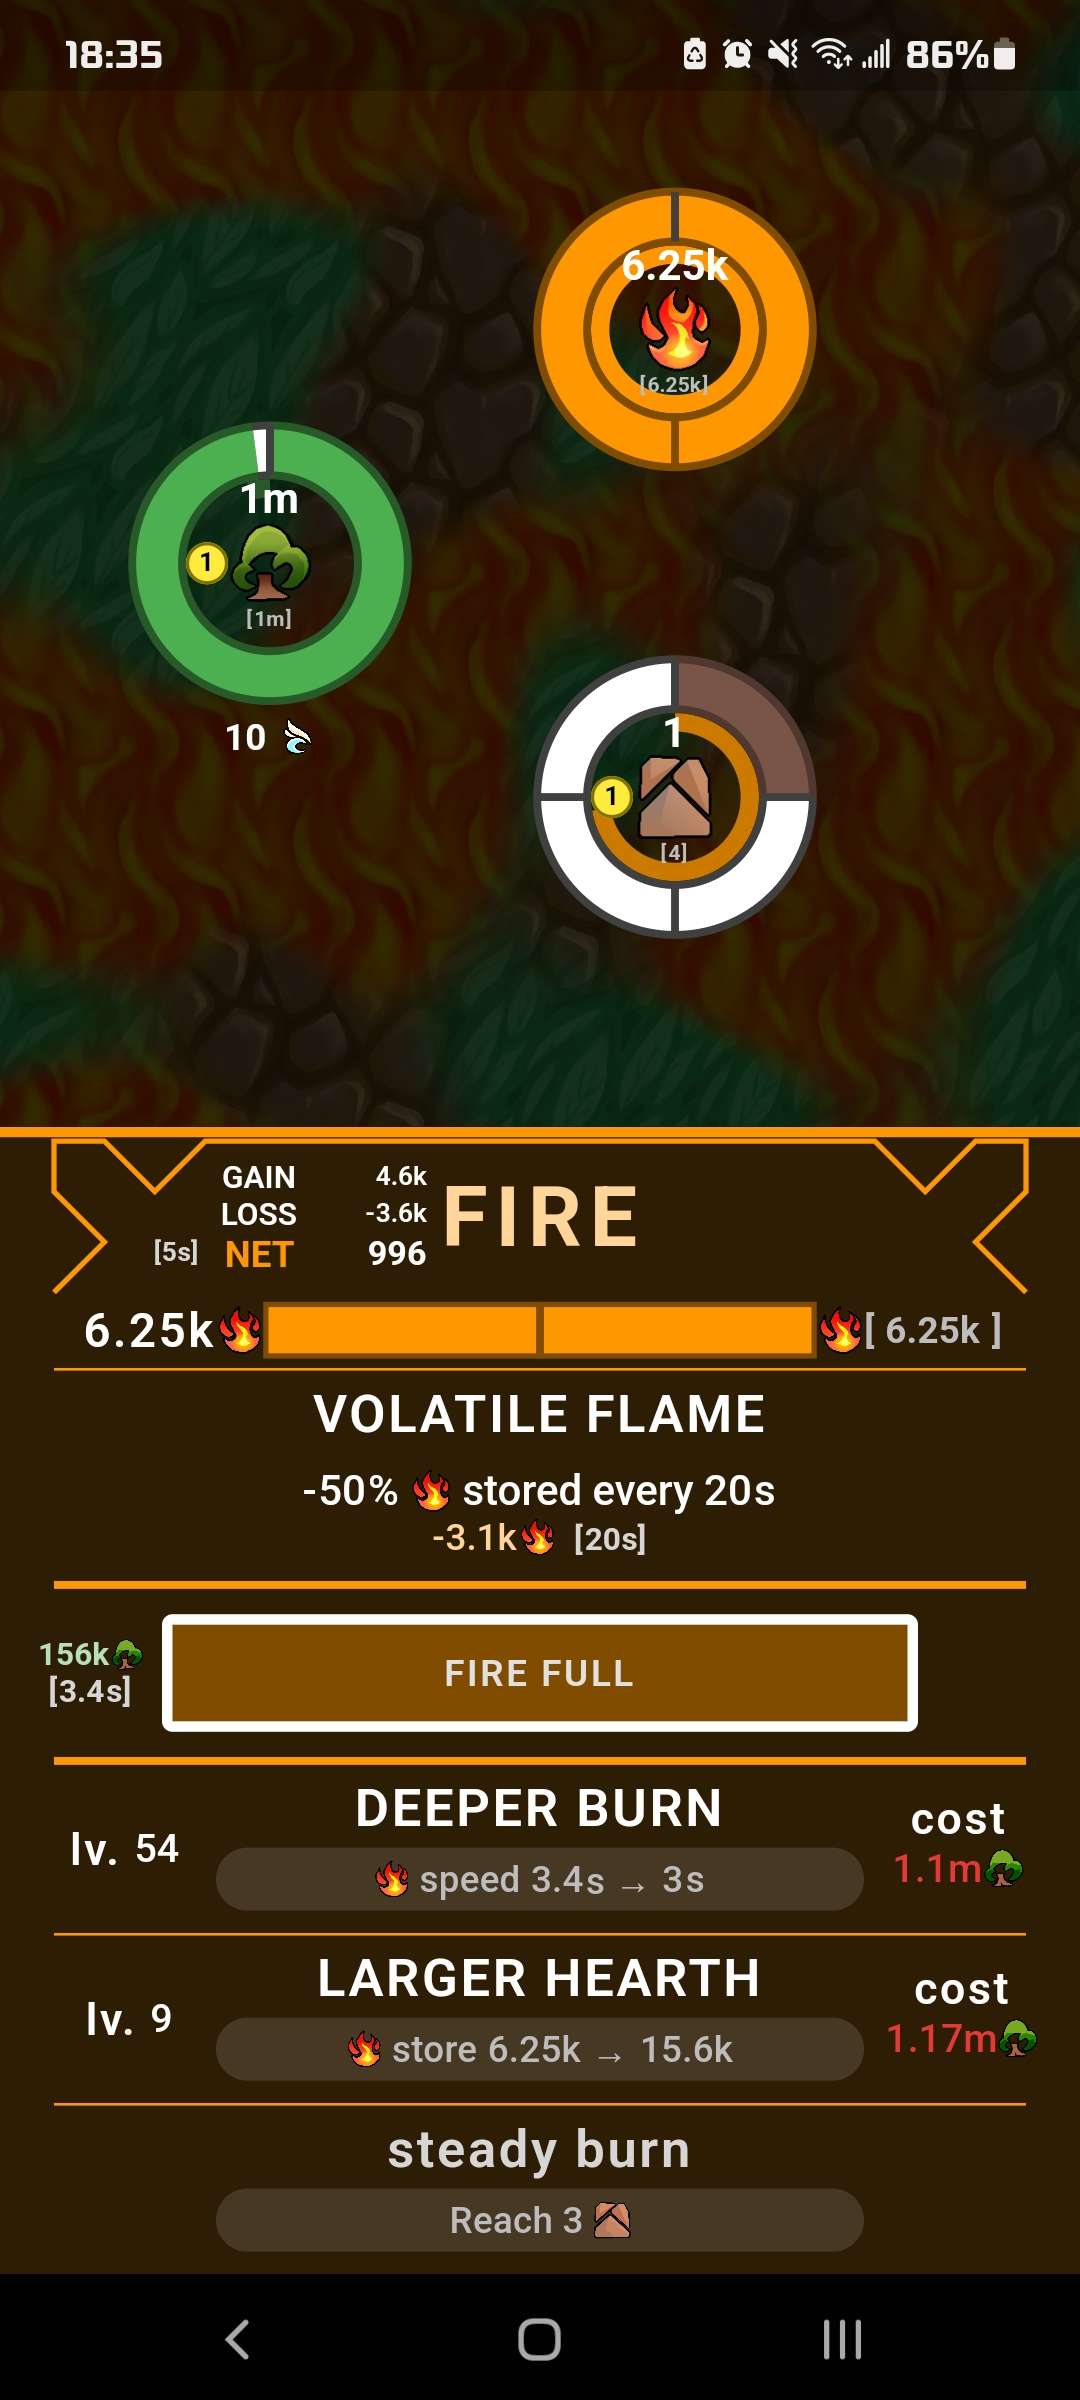 18:35 86%
6.25k
[6.25k]
1m
1
[1m]
10
1
1
[4]
GAIN 4.6k
LOSS -3.6k
[5s] NET 996
FIRE
6.25k [ 6.25k ]
VOLATILE FLAME
-50% stored every 20s
-3.1k [20s]
156k
[3.4s]
FIRE FULL
DEEPER BURN
lv. 54
speed 3.4s → 3s
cost
1.1m
LARGER HEARTH
lv. 9
store 6.25k → 15.6k
cost
1.17m
steady burn
Reach 3